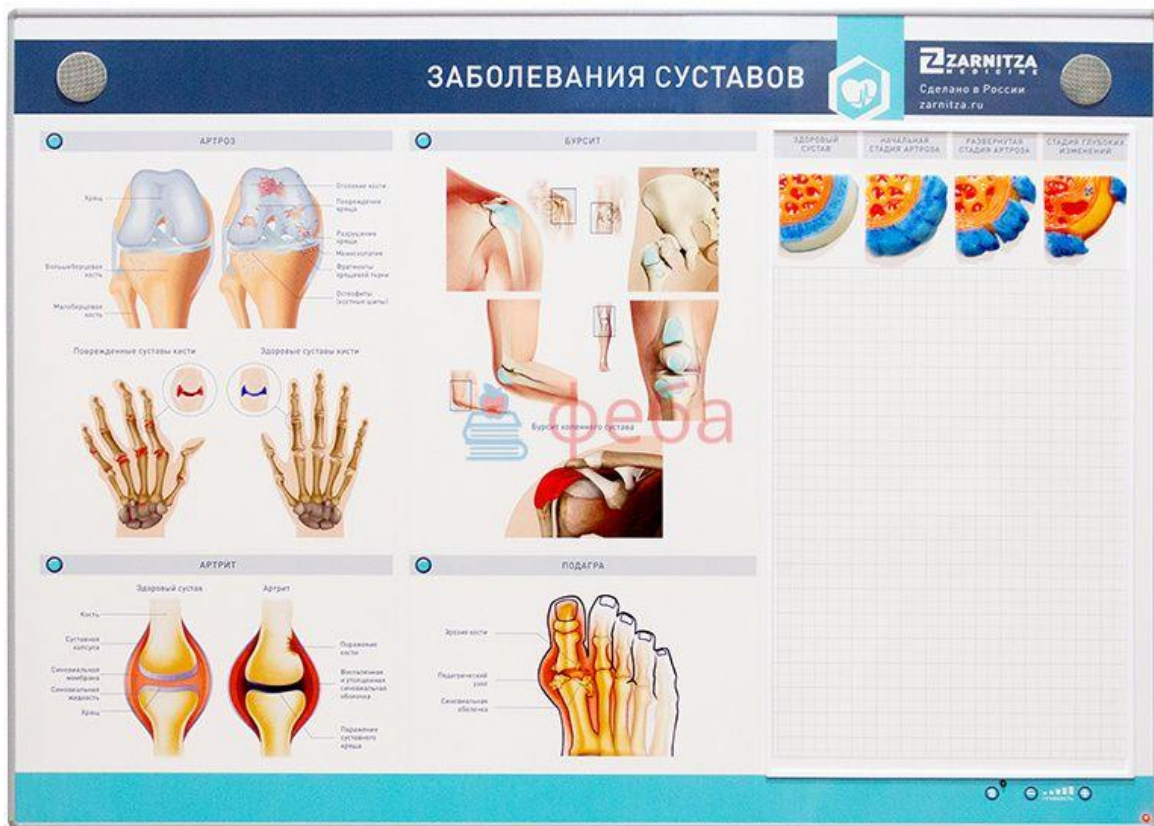 ЗАБОЛЕВАНИЯ СУСТАВОВ
ZARNITZA
MEDICINE
Сделано в России
zarnitza.ru
АРТРОЗ
Хрящ
Большеберцовая
кость
Малоберцовая
кость
Оголение кости
Повреждение
хряща
Разрушение
хряща
Менископатия
Фрагменты
хрящевой ткани
Остеофиты
(костные шипы)
Поврежденные суставы кисти
Здоровые суставы кисти
БУРСИТ
Бурсит коленного сустава
феба
ЗДОРОВЫЙ
СУСТАВ
НАЧАЛЬНАЯ
СТАДИЯ АРТРОЗА
РАЗВЕРНУТАЯ
СТАДИЯ АРТРОЗА
СТАДИЯ ГЛУБОКИХ
ИЗМЕНЕНИЙ
АРТРИТ
Здоровый сустав
Артрит
Кость
Суставная
капсула
Синовиальная
мембрана
Синовиальная
жидкость
Хрящ
Поражение
кости
Воспаленная
и утолщенная
синовиальная
оболочка
Поражение
суставного
хряща
ПОДАГРА
Эрозия кости
Подагрический
Синовиальная
оболочка
ГРОМКОСТЬ